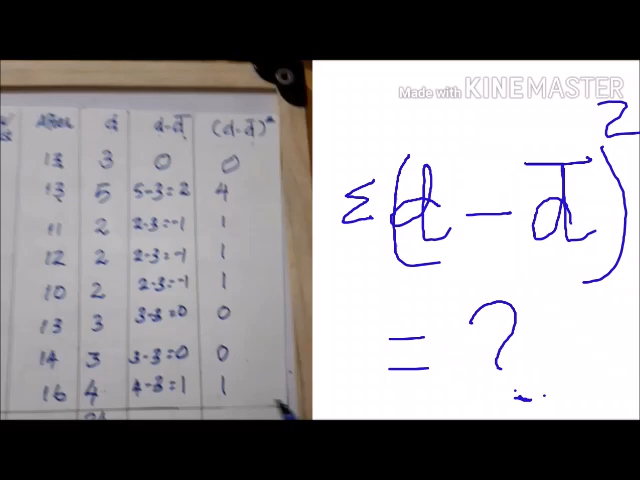 After d d-d̄ (d-d̄)²
13 3 0 0
13 5 5-3=2 4
11 2 2-3=-1 1
12 2 2-3=-1 1
10 2 2-3=-1 1
13 3 3-3=0 0
14 3 3-3=0 0
16 4 4-3=1 1
Made with KINEMASTER
Σ(d-d̄)²
= ?